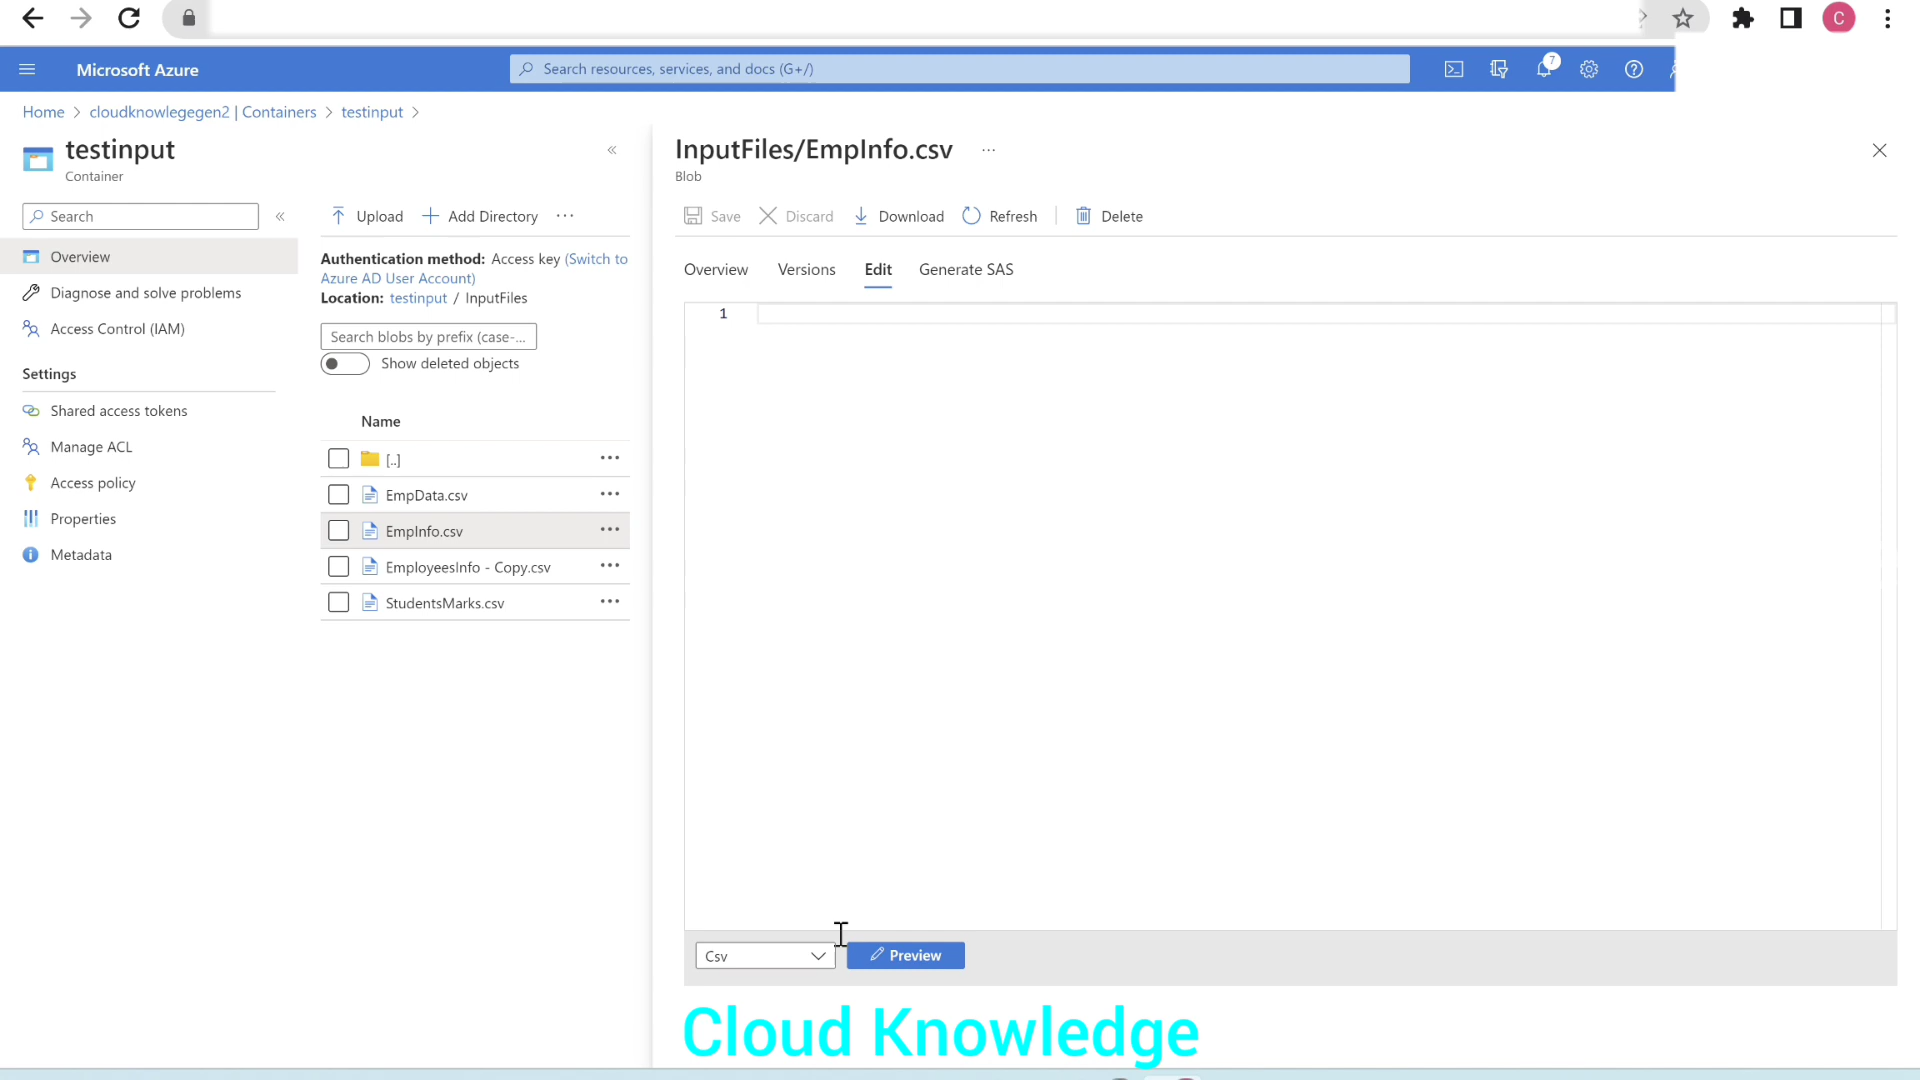 C
Microsoft Azure
Search resources, services, and docs (G+/)
7
Home > cloudknowlegegen2 | Containers > testinput >
testinput
Container
Search
Overview
Diagnose and solve problems
Access Control (IAM)
Settings
Shared access tokens
Manage ACL
Access policy
Properties
Metadata
Upload
Add Directory
Authentication method: Access key (Switch to
Azure AD User Account)
Location: testinput / InputFiles
Search blobs by prefix (case-...
Show deleted objects
Name
[..]
EmpData.csv
EmpInfo.csv
EmployeesInfo - Copy.csv
StudentsMarks.csv
InputFiles/EmpInfo.csv
Blob
Save
Discard
Download
Refresh
Delete
Overview
Versions
Edit
Generate SAS
1
Csv
Preview
Cloud Knowledge